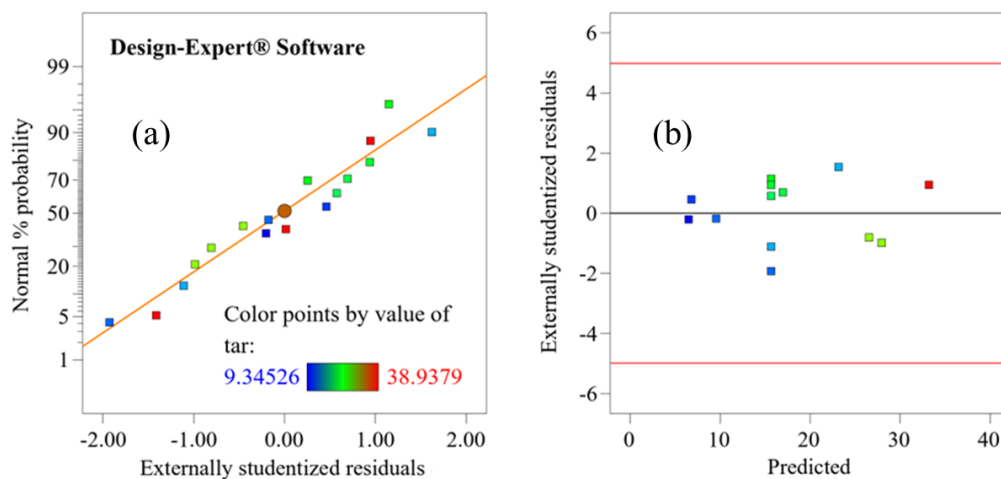 Design-Expert® Software
(a)
Normal % probability
99
90
70
50
20
5
1
Color points by value of
tar:
9.34526 38.9379
-2.00 -1.00 0.00 1.00 2.00
Externally studentized residuals
(b)
Externally studentized residuals
6
4
2
0
-2
-4
-6
0 10 20 30 40
Predicted